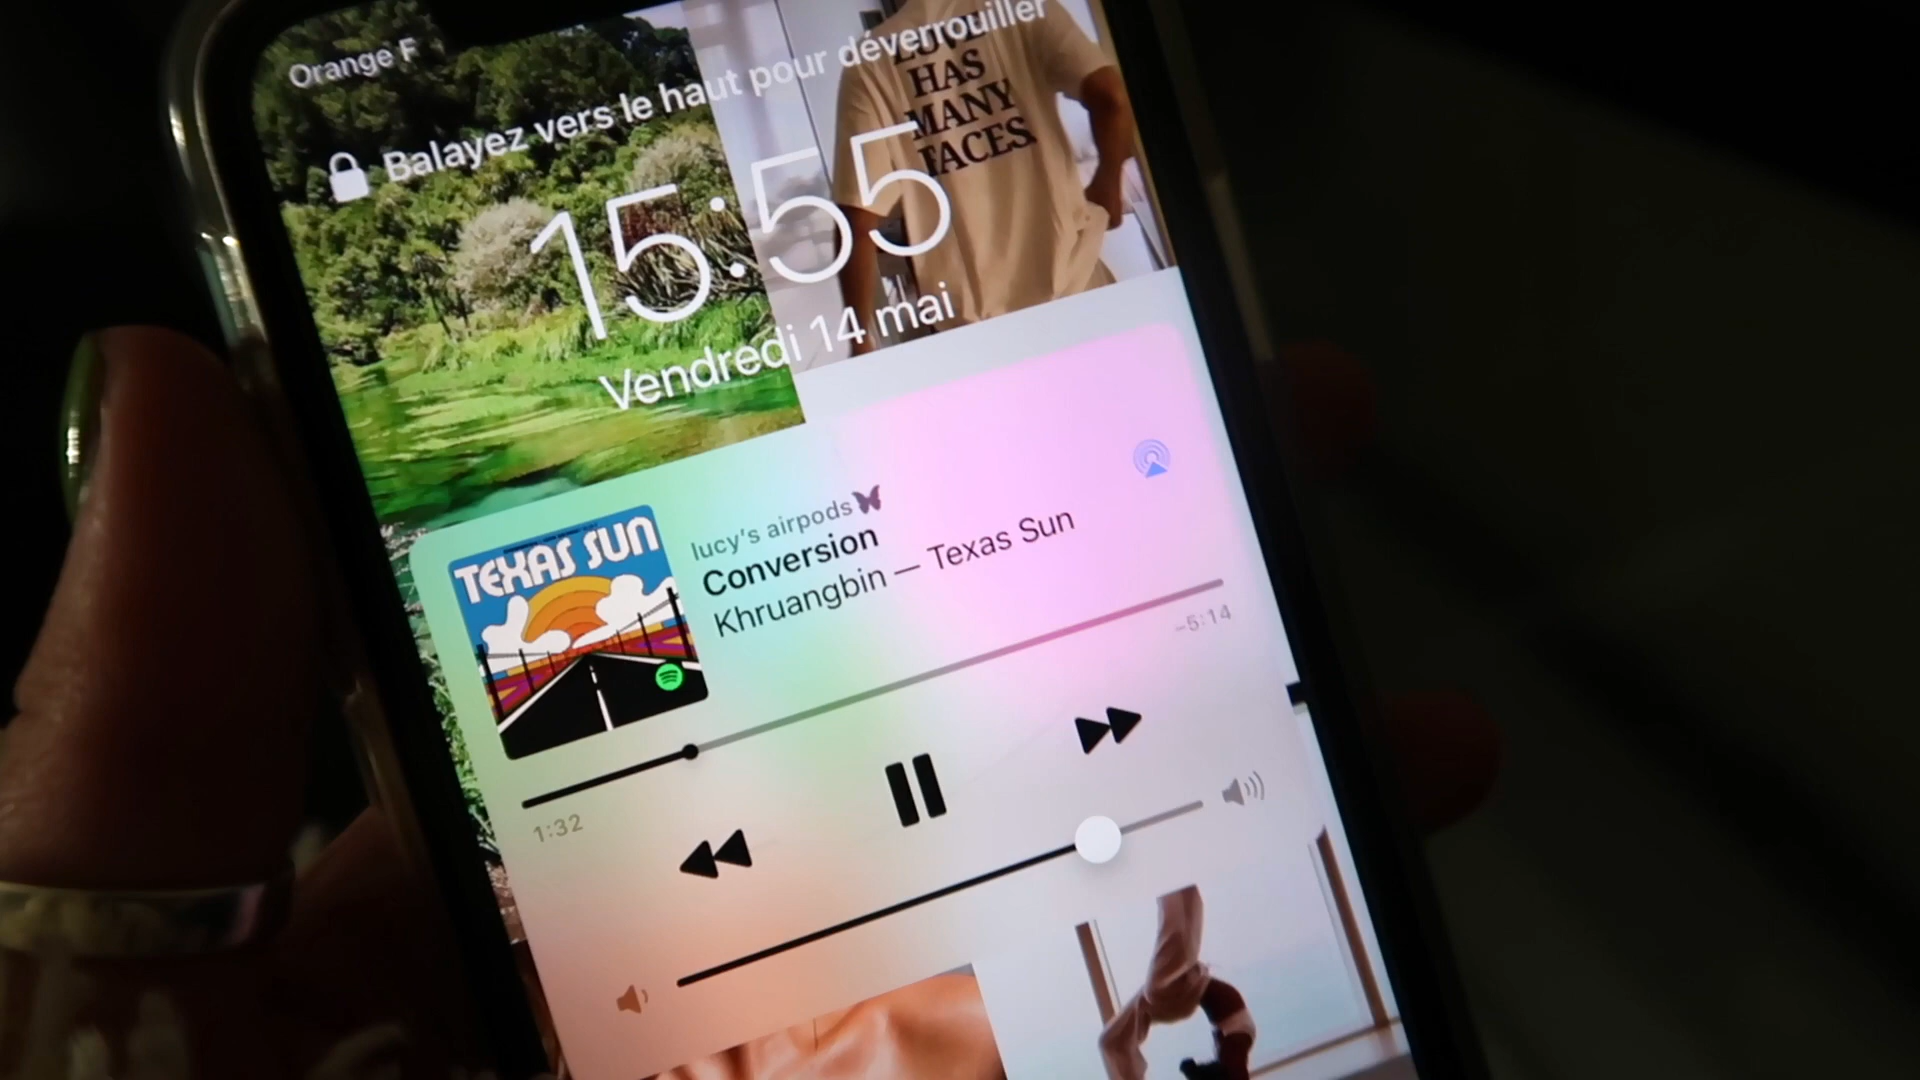 Orange F
Balayez vers le haut pour déverrouiller
LOVE
HAS
MANY
FACES
15:55
Vendredi 14 mai
TEXAS SUN
lucy's airpods
Conversion
Khruangbin — Texas Sun
1:32
-5:14